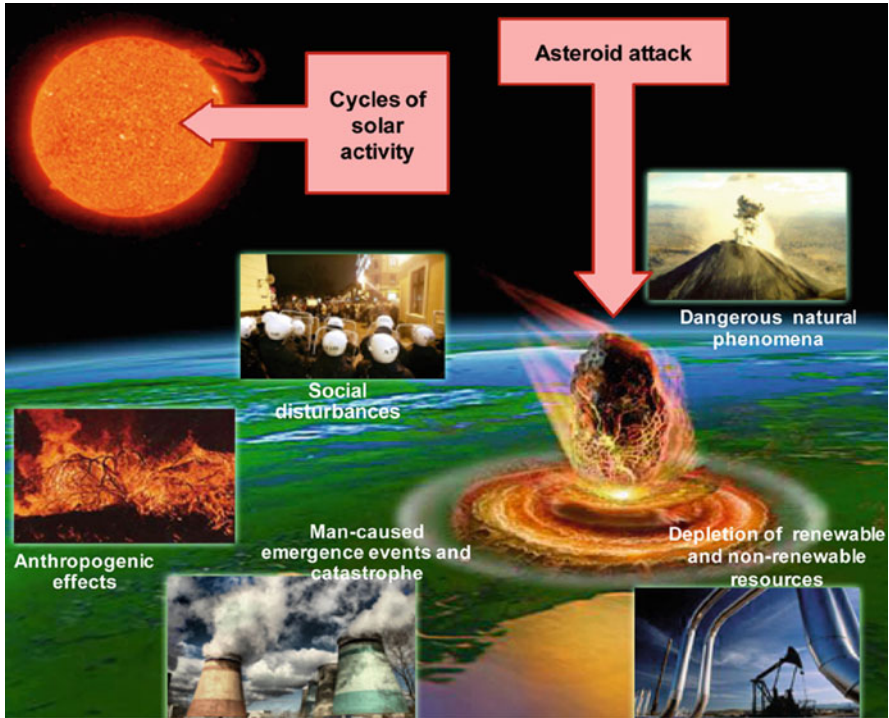 Asteroid attack
Cycles of
solar
activity
Dangerous natural
phenomena
Social
disturbances
Man-caused
emergence events and
catastrophe
Depletion of renewable
and non-renewable
resources
Anthropogenic
effects